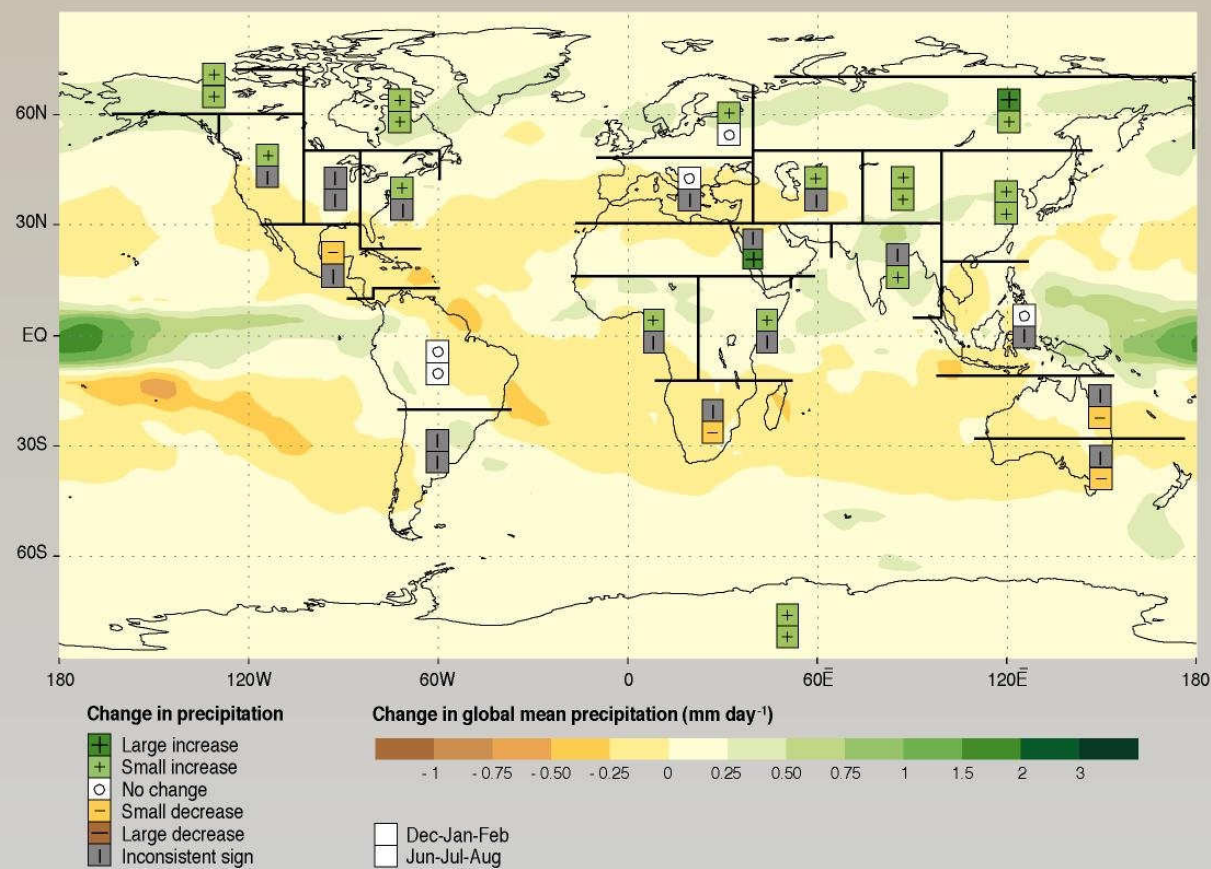 60N
30N
EQ
30S
60S
180 120W 60W 0 60E 120E 180
Change in precipitation
Large increase
Small increase
No change
Small decrease
Large decrease
Inconsistent sign
Change in global mean precipitation (mm day-1)
-1 -0.75 -0.50 -0.25 0 0.25 0.50 0.75 1 1.5 2 3
Dec-Jan-Feb
Jun-Jul-Aug